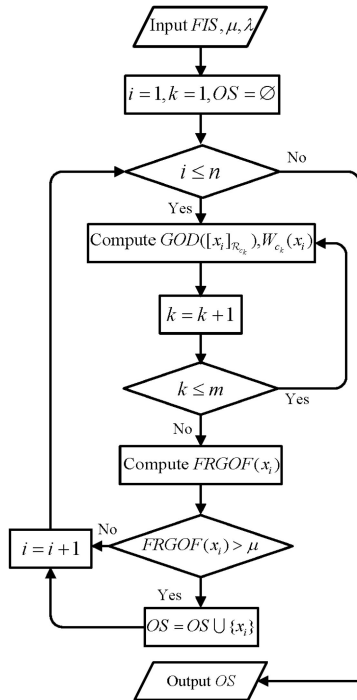 Input FIS, μ, λ
i = 1, k = 1, OS = ∅
i ≤ n
No
Yes
Compute GOD([x_i]_{R_{c_k}}), W_{c_k}(x_i)
k = k + 1
k ≤ m
Yes
No
Compute FRGOF(x_i)
FRGOF(x_i) > μ
No
i = i + 1
Yes
OS = OS ∪ {x_i}
Output OS